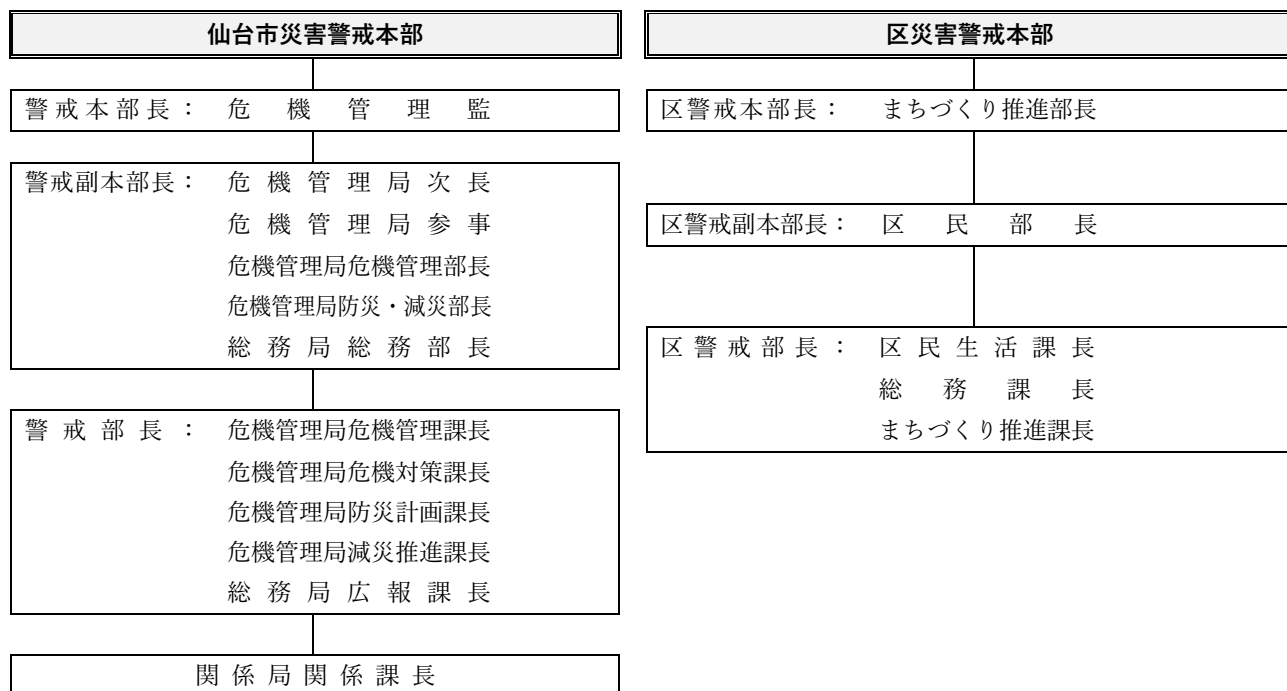 仙台市災害警戒本部
警戒本部長： 危機管理監
警戒副本部長： 危機管理局次長
危機管理局参事
危機管理局危機管理部長
危機管理局防災・減災部長
総務局総務部長
警戒部長： 危機管理局危機管理課長
危機管理局危機対策課長
危機管理局防災計画課長
危機管理局減災推進課長
総務局広報課長
関係局関係課長
区災害警戒本部
区警戒本部長： まちづくり推進部長
区警戒副本部長： 区民部長
区警戒部長： 区民生活課長
総務課長
まちづくり推進課長